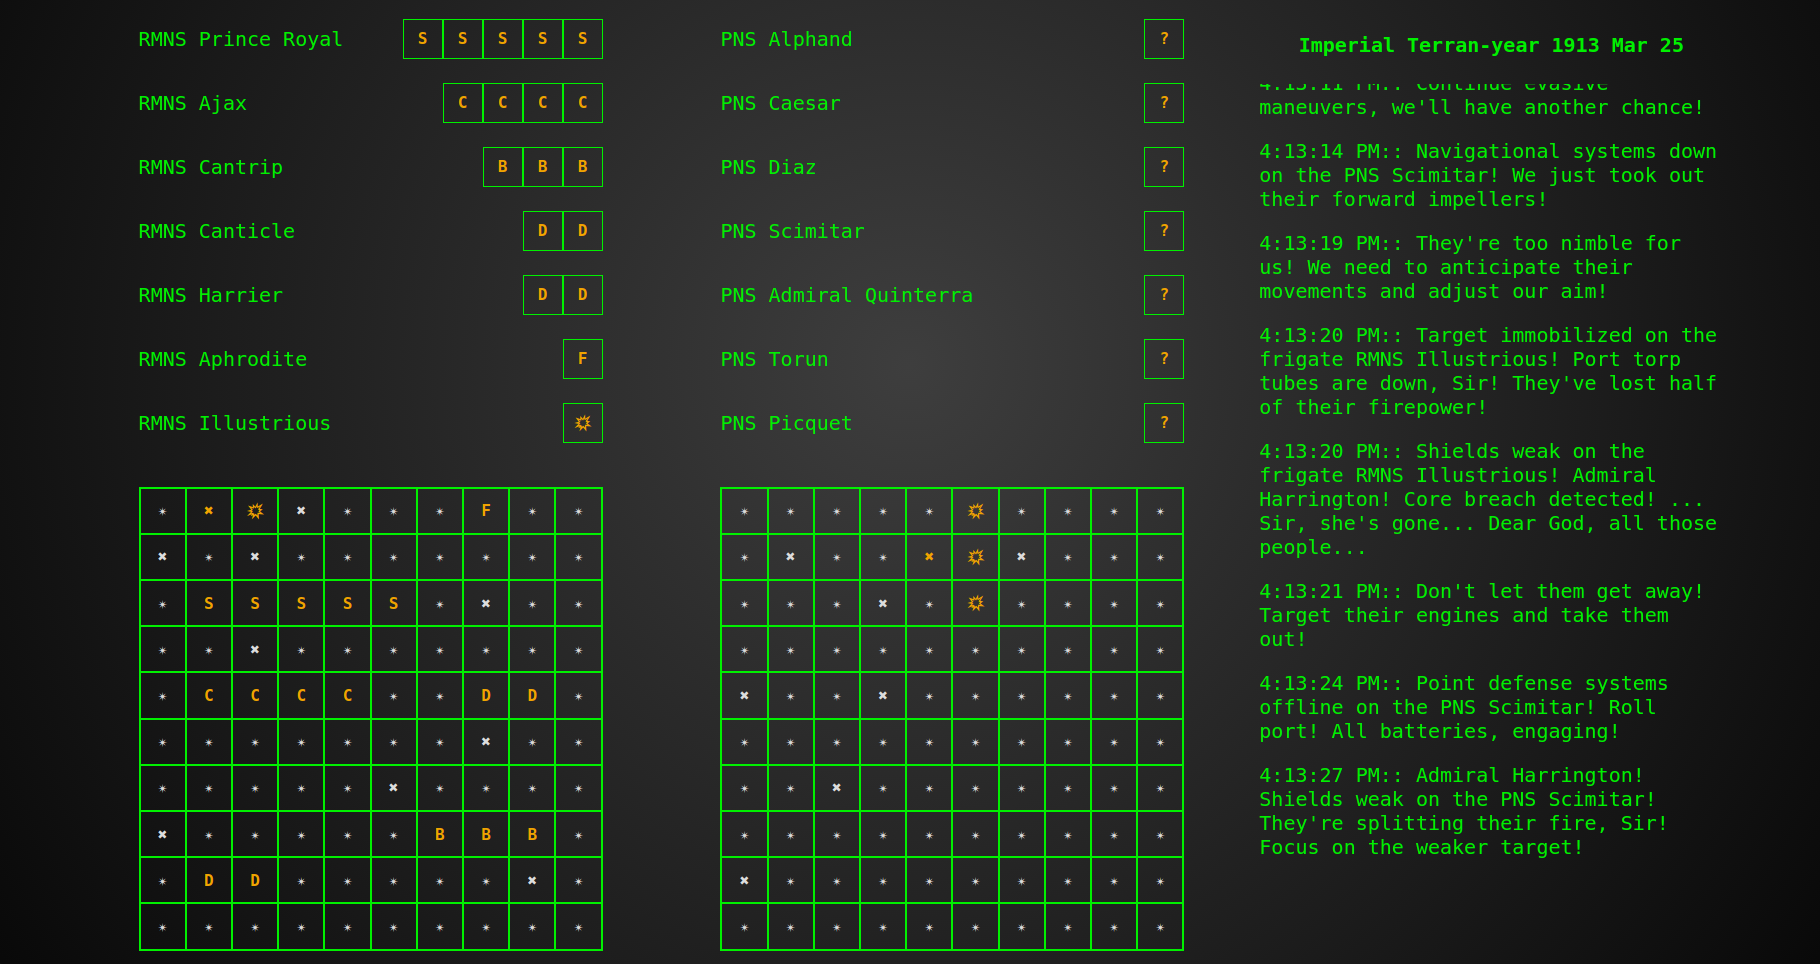 RMNS Prince Royal S S S S S
RMNS Ajax C C C C
RMNS Cantrip B B B
RMNS Canticle D D
RMNS Harrier D D
RMNS Aphrodite F
RMNS Illustrious
PNS Alphand ?
PNS Caesar ?
PNS Diaz ?
PNS Scimitar ?
PNS Admiral Quinterra ?
PNS Torun ?
PNS Picquet ?
F
S S S S S
C C C C D D
B B B
D D
Imperial Terran-year 1913 Mar 25
4:13:11 PM:: Continue evasive
maneuvers, we'll have another chance!
4:13:14 PM:: Navigational systems down
on the PNS Scimitar! We just took out
their forward impellers!
4:13:19 PM:: They're too nimble for
us! We need to anticipate their
movements and adjust our aim!
4:13:20 PM:: Target immobilized on the
frigate RMNS Illustrious! Port torp
tubes are down, Sir! They've lost half
of their firepower!
4:13:20 PM:: Shields weak on the
frigate RMNS Illustrious! Admiral
Harrington! Core breach detected! ...
Sir, she's gone... Dear God, all those
people...
4:13:21 PM:: Don't let them get away!
Target their engines and take them
out!
4:13:24 PM:: Point defense systems
offline on the PNS Scimitar! Roll
port! All batteries, engaging!
4:13:27 PM:: Admiral Harrington!
Shields weak on the PNS Scimitar!
They're splitting their fire, Sir!
Focus on the weaker target!